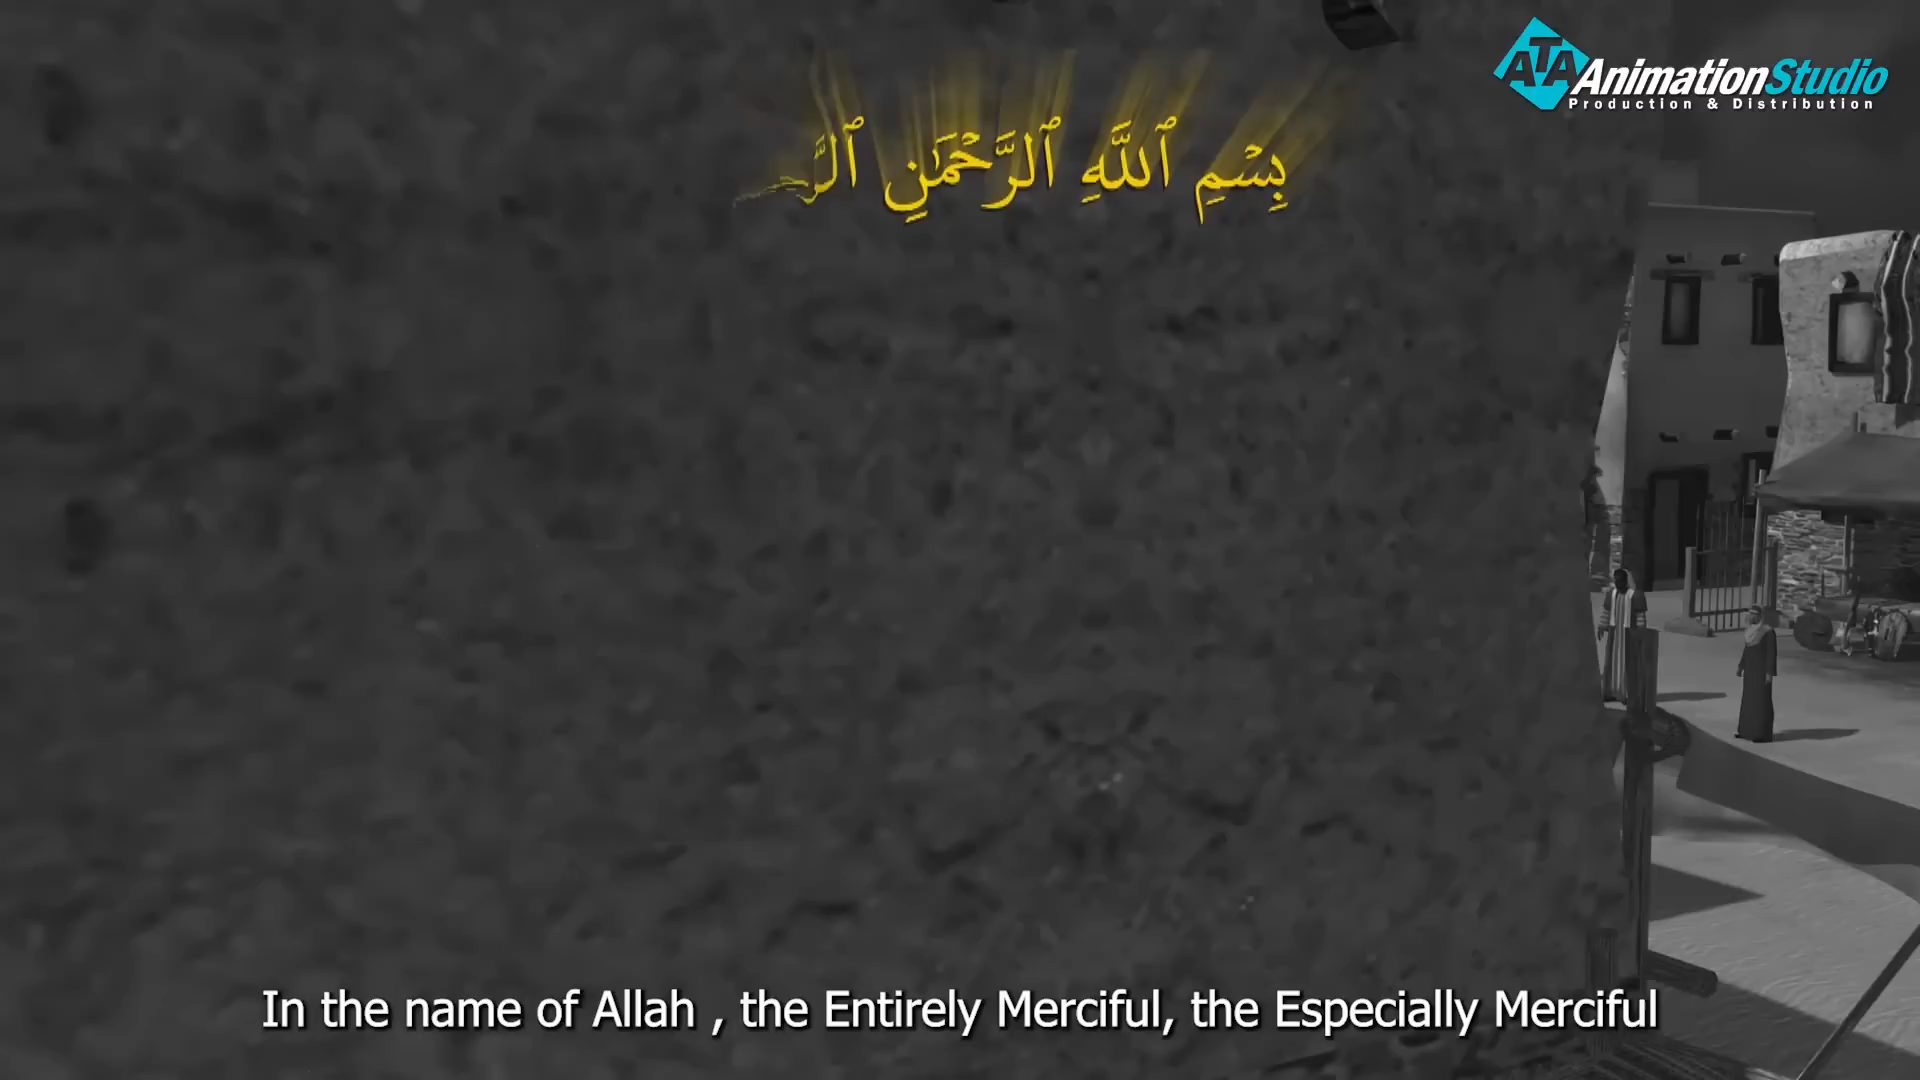 ATA AnimationStudio
Production & Distribution
بِسْمِ ٱللَّهِ ٱلرَّحْمَٰنِ
In the name of Allah , the Entirely Merciful, the Especially Merciful